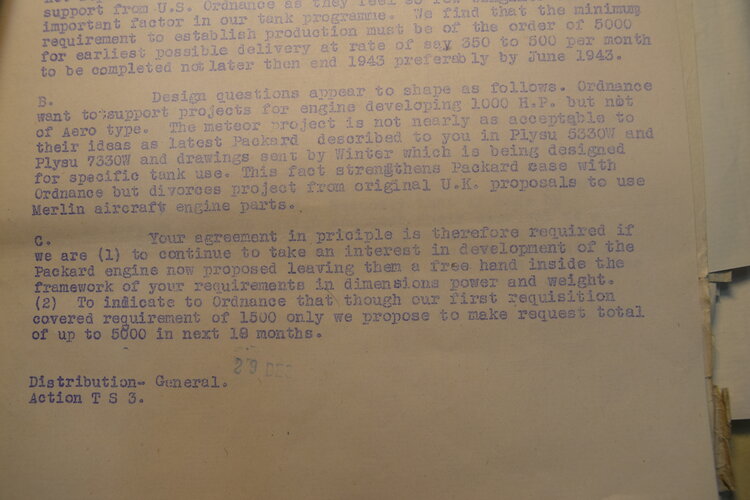 support from U.S. Ordnance as they feel
important factor in our tank programme. We find that the minimum
requirement to establish production must be of the order of 5000
for earliest possible delivery at rate of say 350 to 500 per month
to be completed not later then end 1943 preferably by June 1943.
B. Design questions appear to shape as follows. Ordnance
want to support projects for engine developing 1000 H.P. but not
of Aero type. The meteor project is not nearly as acceptable to
their ideas as latest Packard described to you in Plysu 5330W and
Plysu 7330W and drawings sent by Winter which is being designed
for specific tank use. This fact strengthens Packard case with
Ordnance but divorces project from original U.K. proposals to use
Merlin aircraft engine parts.
C. Your agreement in priciple is therefore required if
we are (1) to continue to take an interest in development of the
Packard engine now proposed leaving them a free hand inside the
framework of your requirements in dimensions power and weight.
(2) To indicate to Ordnance that though our first requisition
covered requirement of 1500 only we propose to make request total
of up to 5000 in next 18 months.
29 DEC
Distribution- General.
Action T S 3.